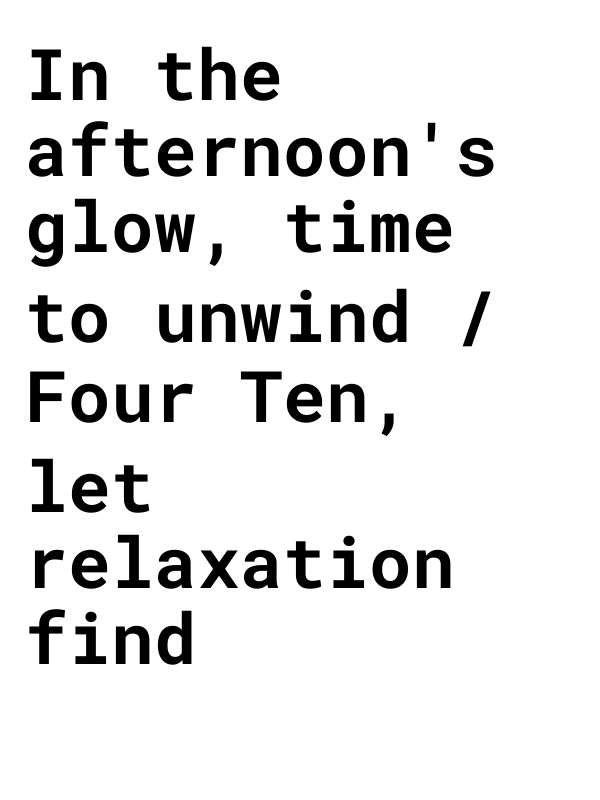 In the
afternoon's
glow, time
to unwind /
Four Ten,
let
relaxation
find